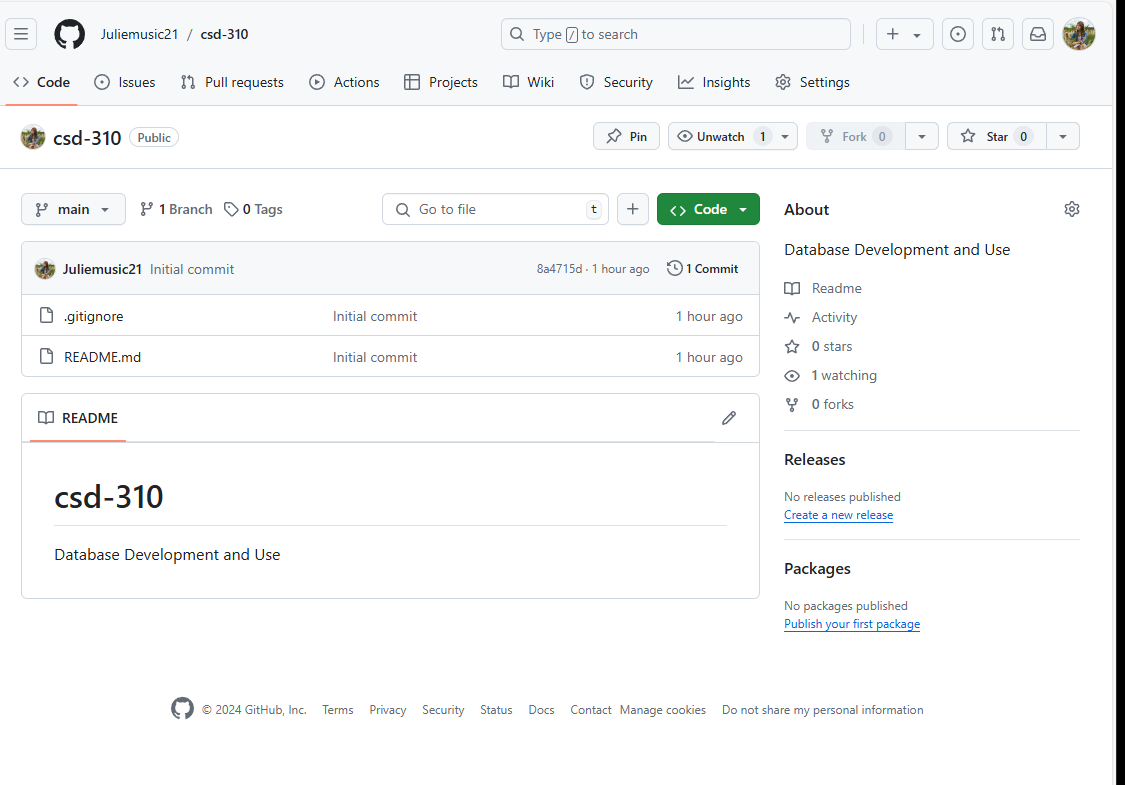 Juliemusic21 / csd-310 Type / to search
Code Issues Pull requests Actions Projects Wiki Security Insights Settings
csd-310 Public Pin Unwatch 1 Fork 0 Star 0
main 1 Branch 0 Tags Go to file t Code
Juliemusic21 Initial commit 8a4715d · 1 hour ago 1 Commit
.gitignore Initial commit 1 hour ago
README.md Initial commit 1 hour ago
README
csd-310
Database Development and Use
About
Database Development and Use
Readme
Activity
0 stars
1 watching
0 forks
Releases
No releases published
Create a new release
Packages
No packages published
Publish your first package
© 2024 GitHub, Inc. Terms Privacy Security Status Docs Contact Manage cookies Do not share my personal information